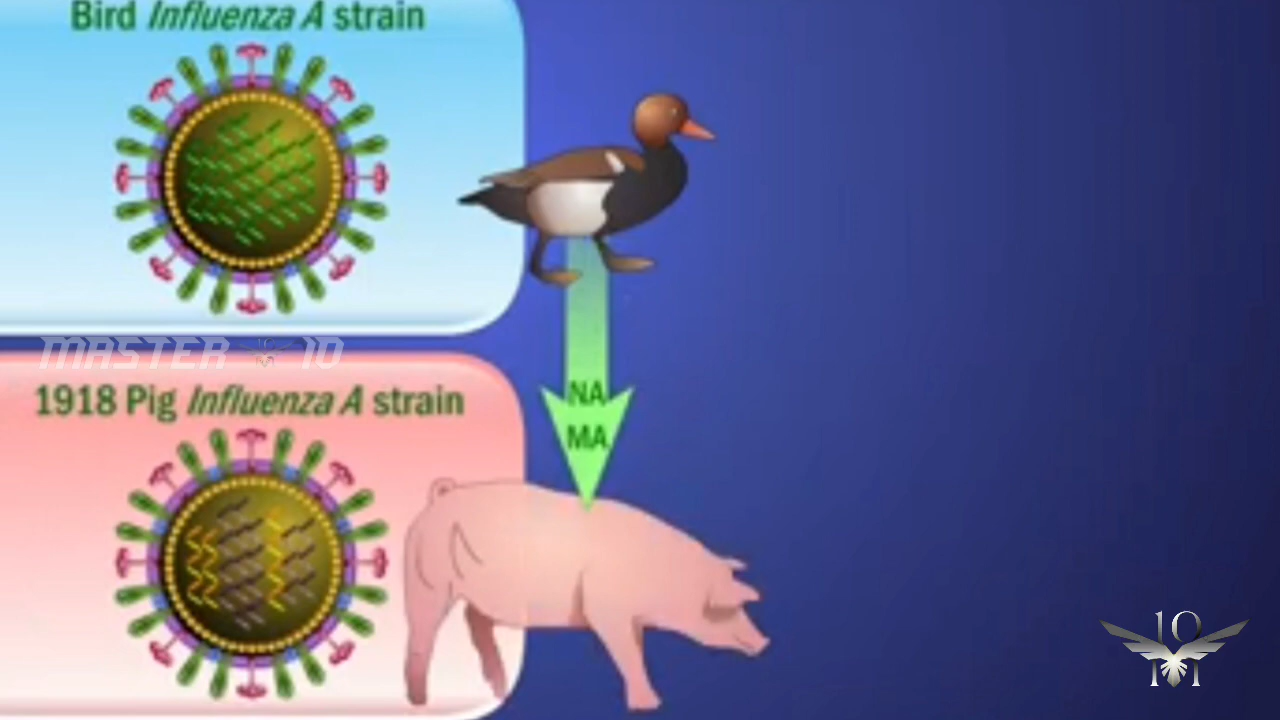 Bird Influenza A strain
MASTER 10
1918 Pig Influenza A strain
NA
MA
10
M